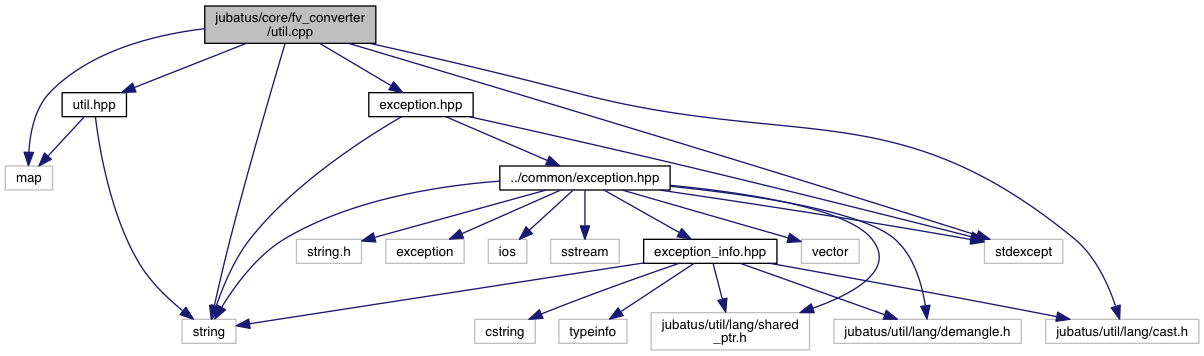 jubatus/core/fv_converter
/util.cpp
util.hpp
exception.hpp
map
../common/exception.hpp
string.h
exception
ios
sstream
exception_info.hpp
vector
stdexcept
string
cstring
typeinfo
jubatus/util/lang/shared
_ptr.h
jubatus/util/lang/demangle.h
jubatus/util/lang/cast.h